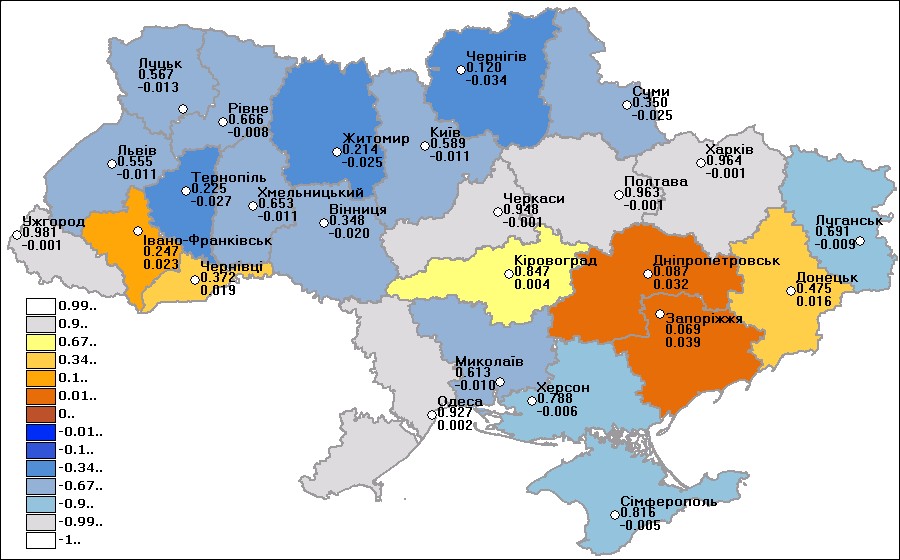 Чернігів
0.120
-0.034
Луцьк
0.567
-0.013
Суми
0.350
-0.025
Рівне
0.666
-0.008
Житомир
0.214
-0.025
Київ
0.589
-0.011
Харків
0.964
-0.001
Львів
0.555
-0.011
Тернопіль
0.225
-0.027
Хмельницький
0.653
-0.011
Вінниця
0.348
-0.020
Черкаси
0.948
-0.001
Полтава
0.963
-0.001
Ужгород
0.981
-0.001
Луганськ
0.691
-0.009
Івано-Франківськ
0.247
0.023
Чернівці
0.372
0.019
Кіровоград
0.847
0.004
Дніпропетровськ
0.087
0.032
Донецьк
0.475
0.016
Запоріжжя
0.069
0.039
Миколаїв
0.613
-0.010
Херсон
0.788
-0.006
Одеса
0.927
0.002
Сімферополь
0.816
-0.005
0.99..
0.9..
0.67..
0.34..
0.1..
0.01..
0..
-0.01..
-0.1..
-0.34..
-0.67..
-0.9..
-0.99..
-1..